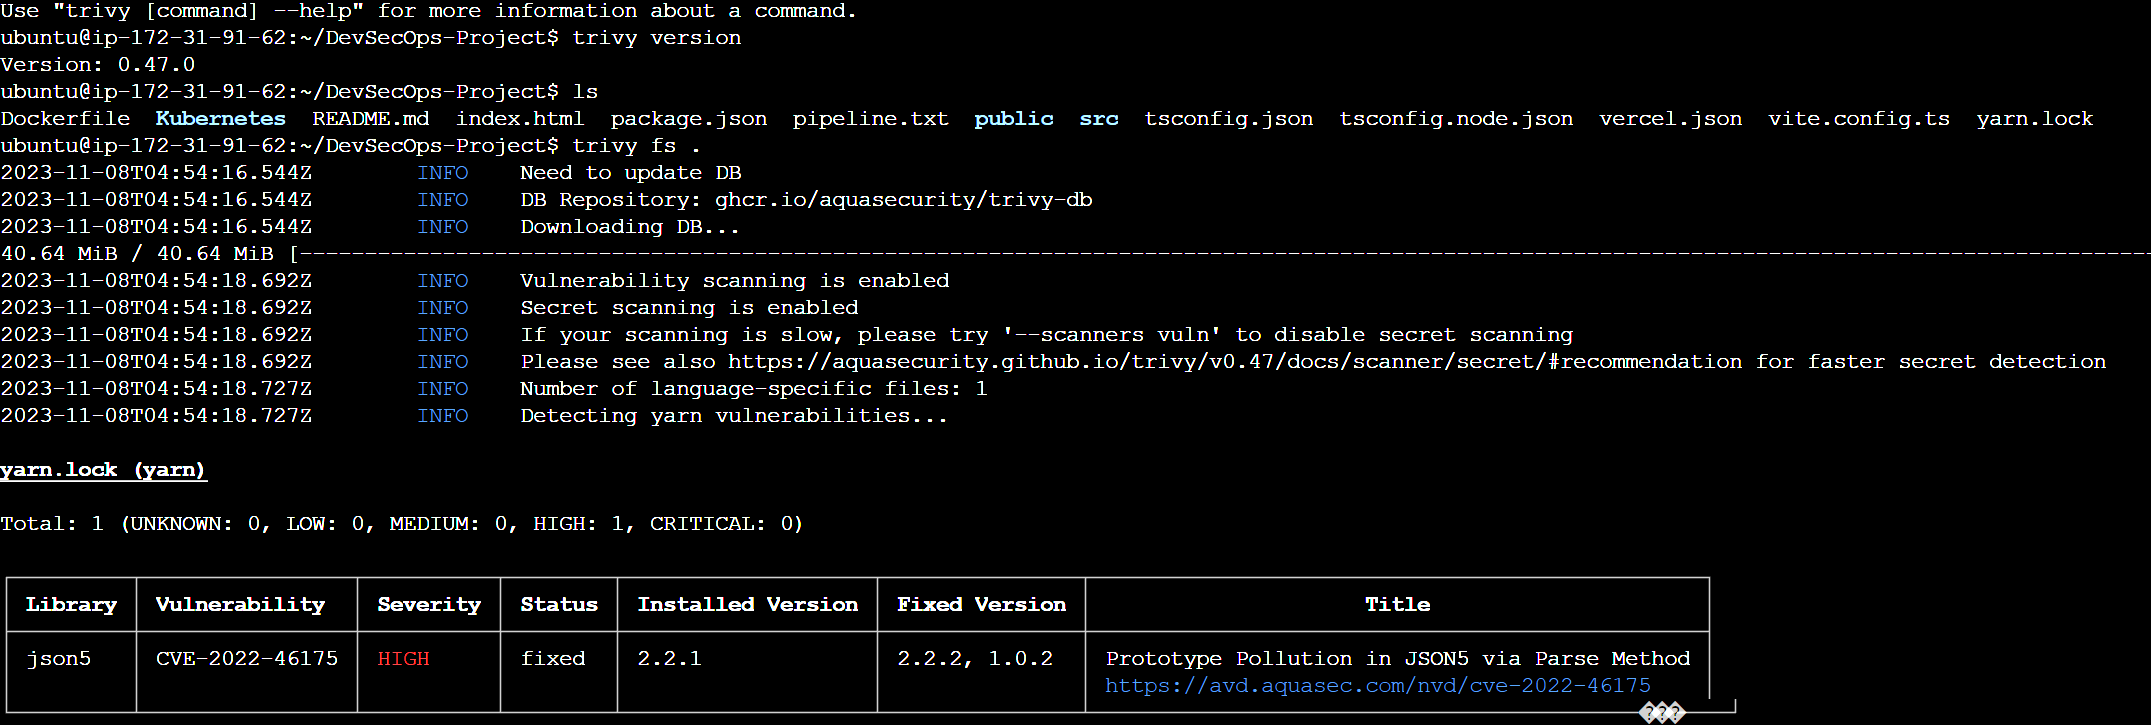 Use "trivy [command] --help" for more information about a command.
ubuntu@ip-172-31-91-62:~/DevSecOps-Project$ trivy version
Version: 0.47.0
ubuntu@ip-172-31-91-62:~/DevSecOps-Project$ ls
Dockerfile  Kubernetes  README.md  index.html  package.json  pipeline.txt  public  src  tsconfig.json  tsconfig.node.json  vercel.json  vite.config.ts  yarn.lock
ubuntu@ip-172-31-91-62:~/DevSecOps-Project$ trivy fs .
2023-11-08T04:54:16.544Z        INFO    Need to update DB
2023-11-08T04:54:16.544Z        INFO    DB Repository: ghcr.io/aquasecurity/trivy-db
2023-11-08T04:54:16.544Z        INFO    Downloading DB...
40.64 MiB / 40.64 MiB [----------------------------------------------------------------------------------------------------------------------------------------------
2023-11-08T04:54:18.692Z        INFO    Vulnerability scanning is enabled
2023-11-08T04:54:18.692Z        INFO    Secret scanning is enabled
2023-11-08T04:54:18.692Z        INFO    If your scanning is slow, please try '--scanners vuln' to disable secret scanning
2023-11-08T04:54:18.692Z        INFO    Please see also https://aquasecurity.github.io/trivy/v0.47/docs/scanner/secret/#recommendation for faster secret detection
2023-11-08T04:54:18.727Z        INFO    Number of language-specific files: 1
2023-11-08T04:54:18.727Z        INFO    Detecting yarn vulnerabilities...
yarn.lock (yarn)
Total: 1 (UNKNOWN: 0, LOW: 0, MEDIUM: 0, HIGH: 1, CRITICAL: 0)
Library  Vulnerability  Severity  Status  Installed Version  Fixed Version  Title
json5  CVE-2022-46175  HIGH  fixed  2.2.1  2.2.2, 1.0.2  Prototype Pollution in JSON5 via Parse Method
https://avd.aquasec.com/nvd/cve-2022-46175
���